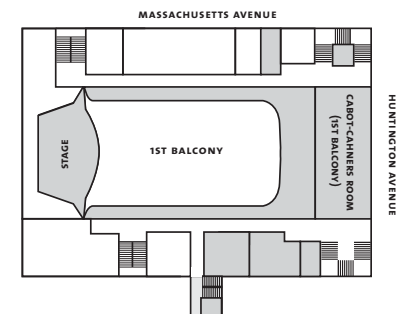 MASSACHUSETTS AVENUE
STAGE
1ST BALCONY
CABOT-CAHNERS ROOM
(1ST BALCONY)
HUNTINGTON AVENUE